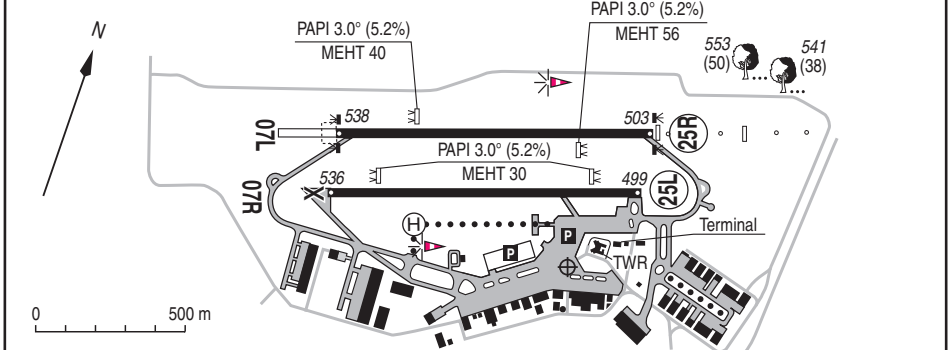 N
PAPI 3.0° (5.2%)
MEHT 40
PAPI 3.0° (5.2%)
MEHT 56
553
(50)
541
(38)
07L
538
503
25R
PAPI 3.0° (5.2%)
MEHT 30
07R
X
536
499
25L
H
P
P
Terminal
TWR
0
500 m